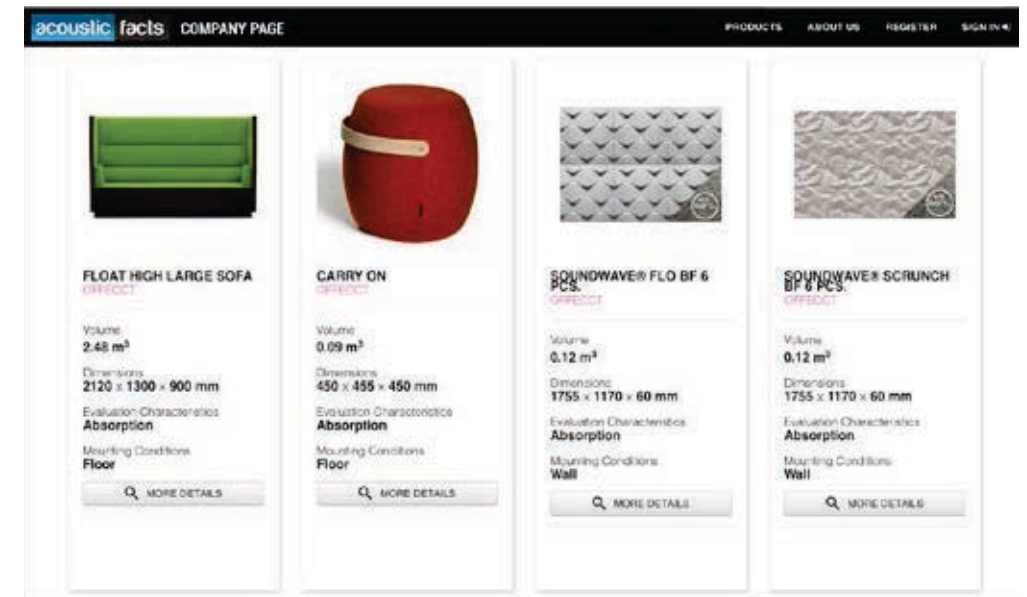 acoustic facts COMPANY PAGE
PRODUCTS ABOUT US REGISTER SIGN IN
FLOAT HIGH LARGE SOFA
OFFECCT
Volume
2.48 m³
Dimensions
2120 x 1300 x 900 mm
Evaluation Characteristics
Absorption
Mounting Conditions
Floor
MORE DETAILS
CARRY ON
OFFECCT
Volume
0.09 m³
Dimensions
450 x 455 x 450 mm
Evaluation Characteristics
Absorption
Mounting Conditions
Floor
MORE DETAILS
SOUNDWAVE® FLO BF 6
PCS.
OFFECCT
Volume
0.12 m³
Dimensions
1755 x 1170 x 60 mm
Evaluation Characteristics
Absorption
Mounting Conditions
Wall
MORE DETAILS
SOUNDWAVE® SCRUNCH
BF 6 PCS.
OFFECCT
Volume
0.12 m³
Dimensions
1755 x 1170 x 60 mm
Evaluation Characteristics
Absorption
Mounting Conditions
Wall
MORE DETAILS